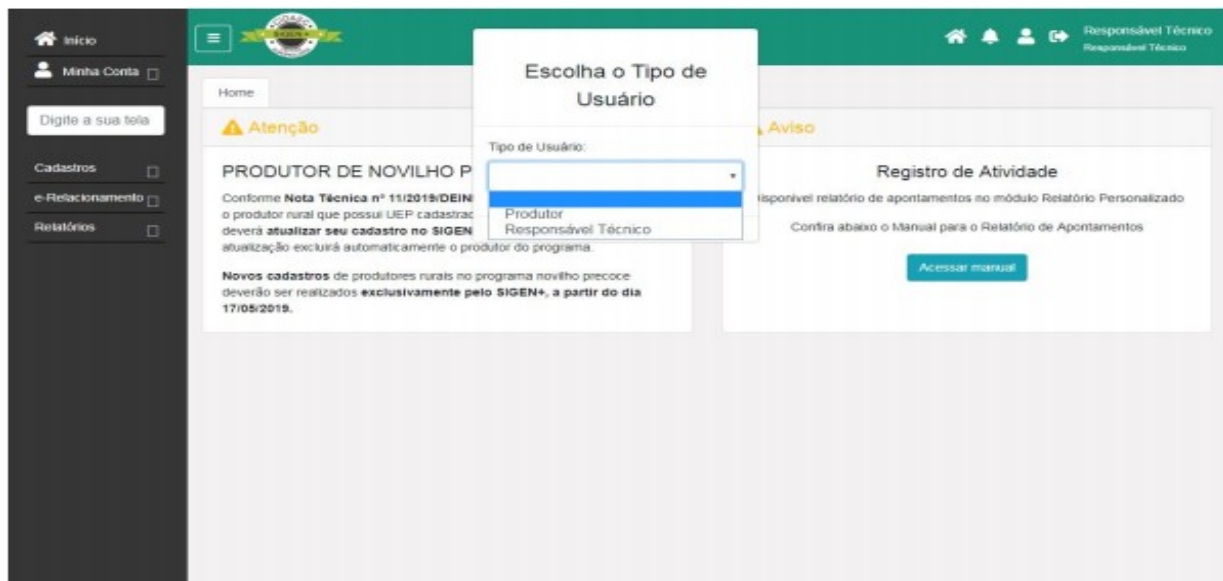 Início
Minha Conta
Digite a sua tela
Cadastros
e-Relacionamento
Relatórios
CIDASC
SIGEN+
Responsável Técnico
Responsável Técnico
Home
Atenção
PRODUTOR DE NOVILHO P
Conforme Nota Técnica nº 11/2019/DEIN
o produtor rural que possui UEP cadastrad
deverá atualizar seu cadastro no SIGEN
atualização excluirá automaticamente o produtor do programa.
Novos cadastros de produtores rurais no programa novilho precoce
deverão ser realizados exclusivamente pelo SIGEN+, a partir do dia
17/05/2019.
Escolha o Tipo de
Usuário
Tipo de Usuário:
Produtor
Responsável Técnico
Aviso
Registro de Atividade
isponível relatório de apontamentos no módulo Relatório Personalizado
Confira abaixo o Manual para o Relatório de Apontamentos
Acessar manual